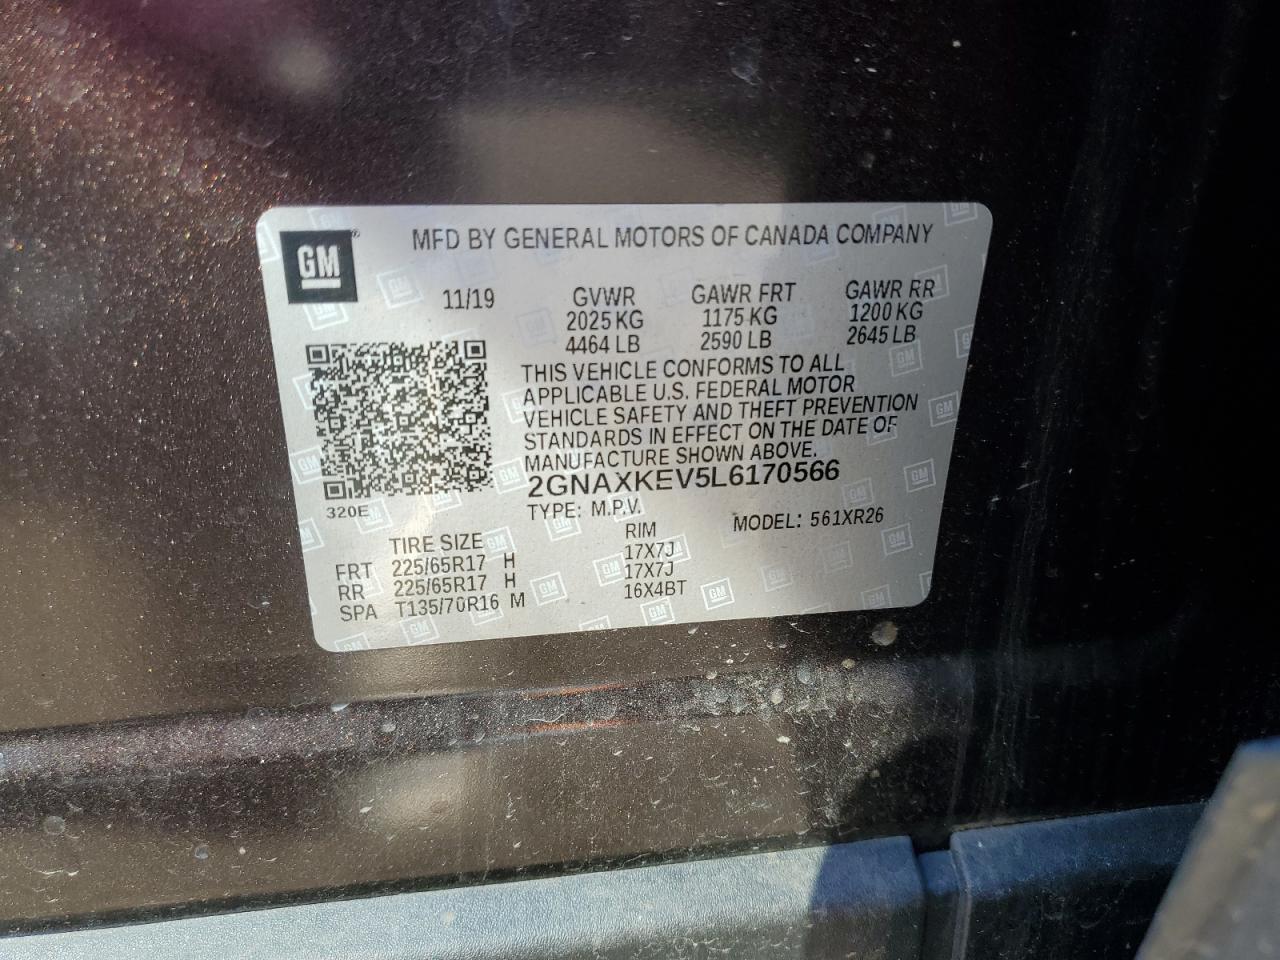 GM ®
MFD BY GENERAL MOTORS OF CANADA COMPANY
11/19 GVWR GAWR FRT GAWR RR
2025 KG 1175 KG 1200 KG
4464 LB 2590 LB 2645 LB
THIS VEHICLE CONFORMS TO ALL
APPLICABLE U.S. FEDERAL MOTOR
VEHICLE SAFETY AND THEFT PREVENTION
STANDARDS IN EFFECT ON THE DATE OF
MANUFACTURE SHOWN ABOVE.
2GNAXKEV5L6170566
320E
TYPE: M.P.V. MODEL: 561XR26
TIRE SIZE RIM
FRT 225/65R17 H 17X7J
RR 225/65R17 H 17X7J
SPA T135/70R16 M 16X4BT